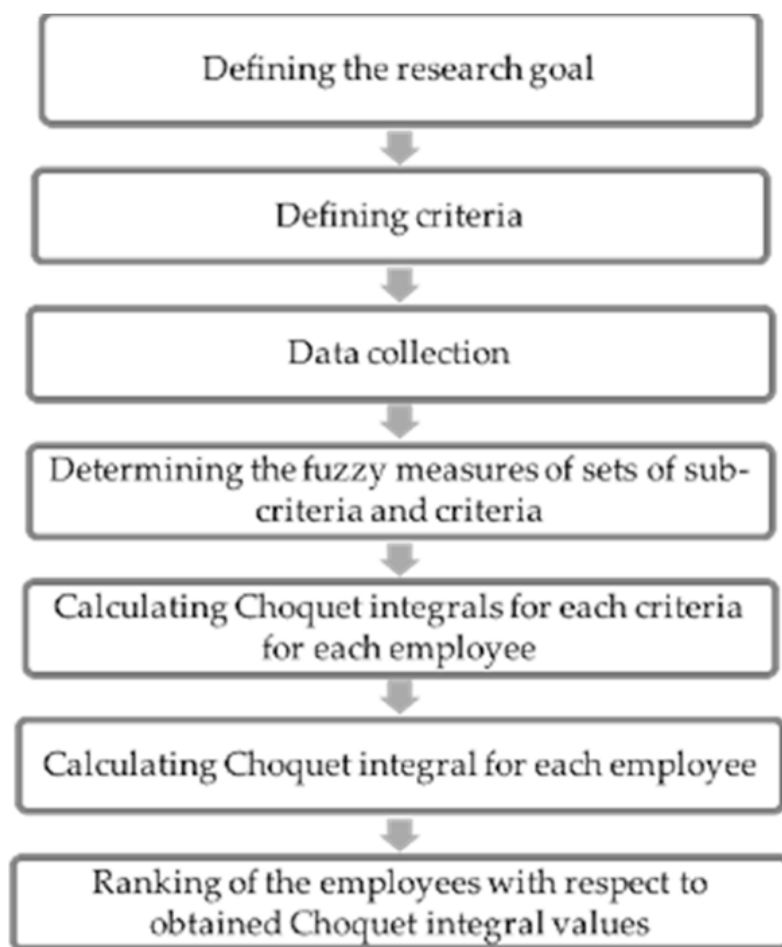 Defining the research goal
Defining criteria
Data collection
Determining the fuzzy measures of sets of sub-
criteria and criteria
Calculating Choquet integrals for each criteria
for each employee
Calculating Choquet integral for each employee
Ranking of the employees with respect to
obtained Choquet integral values